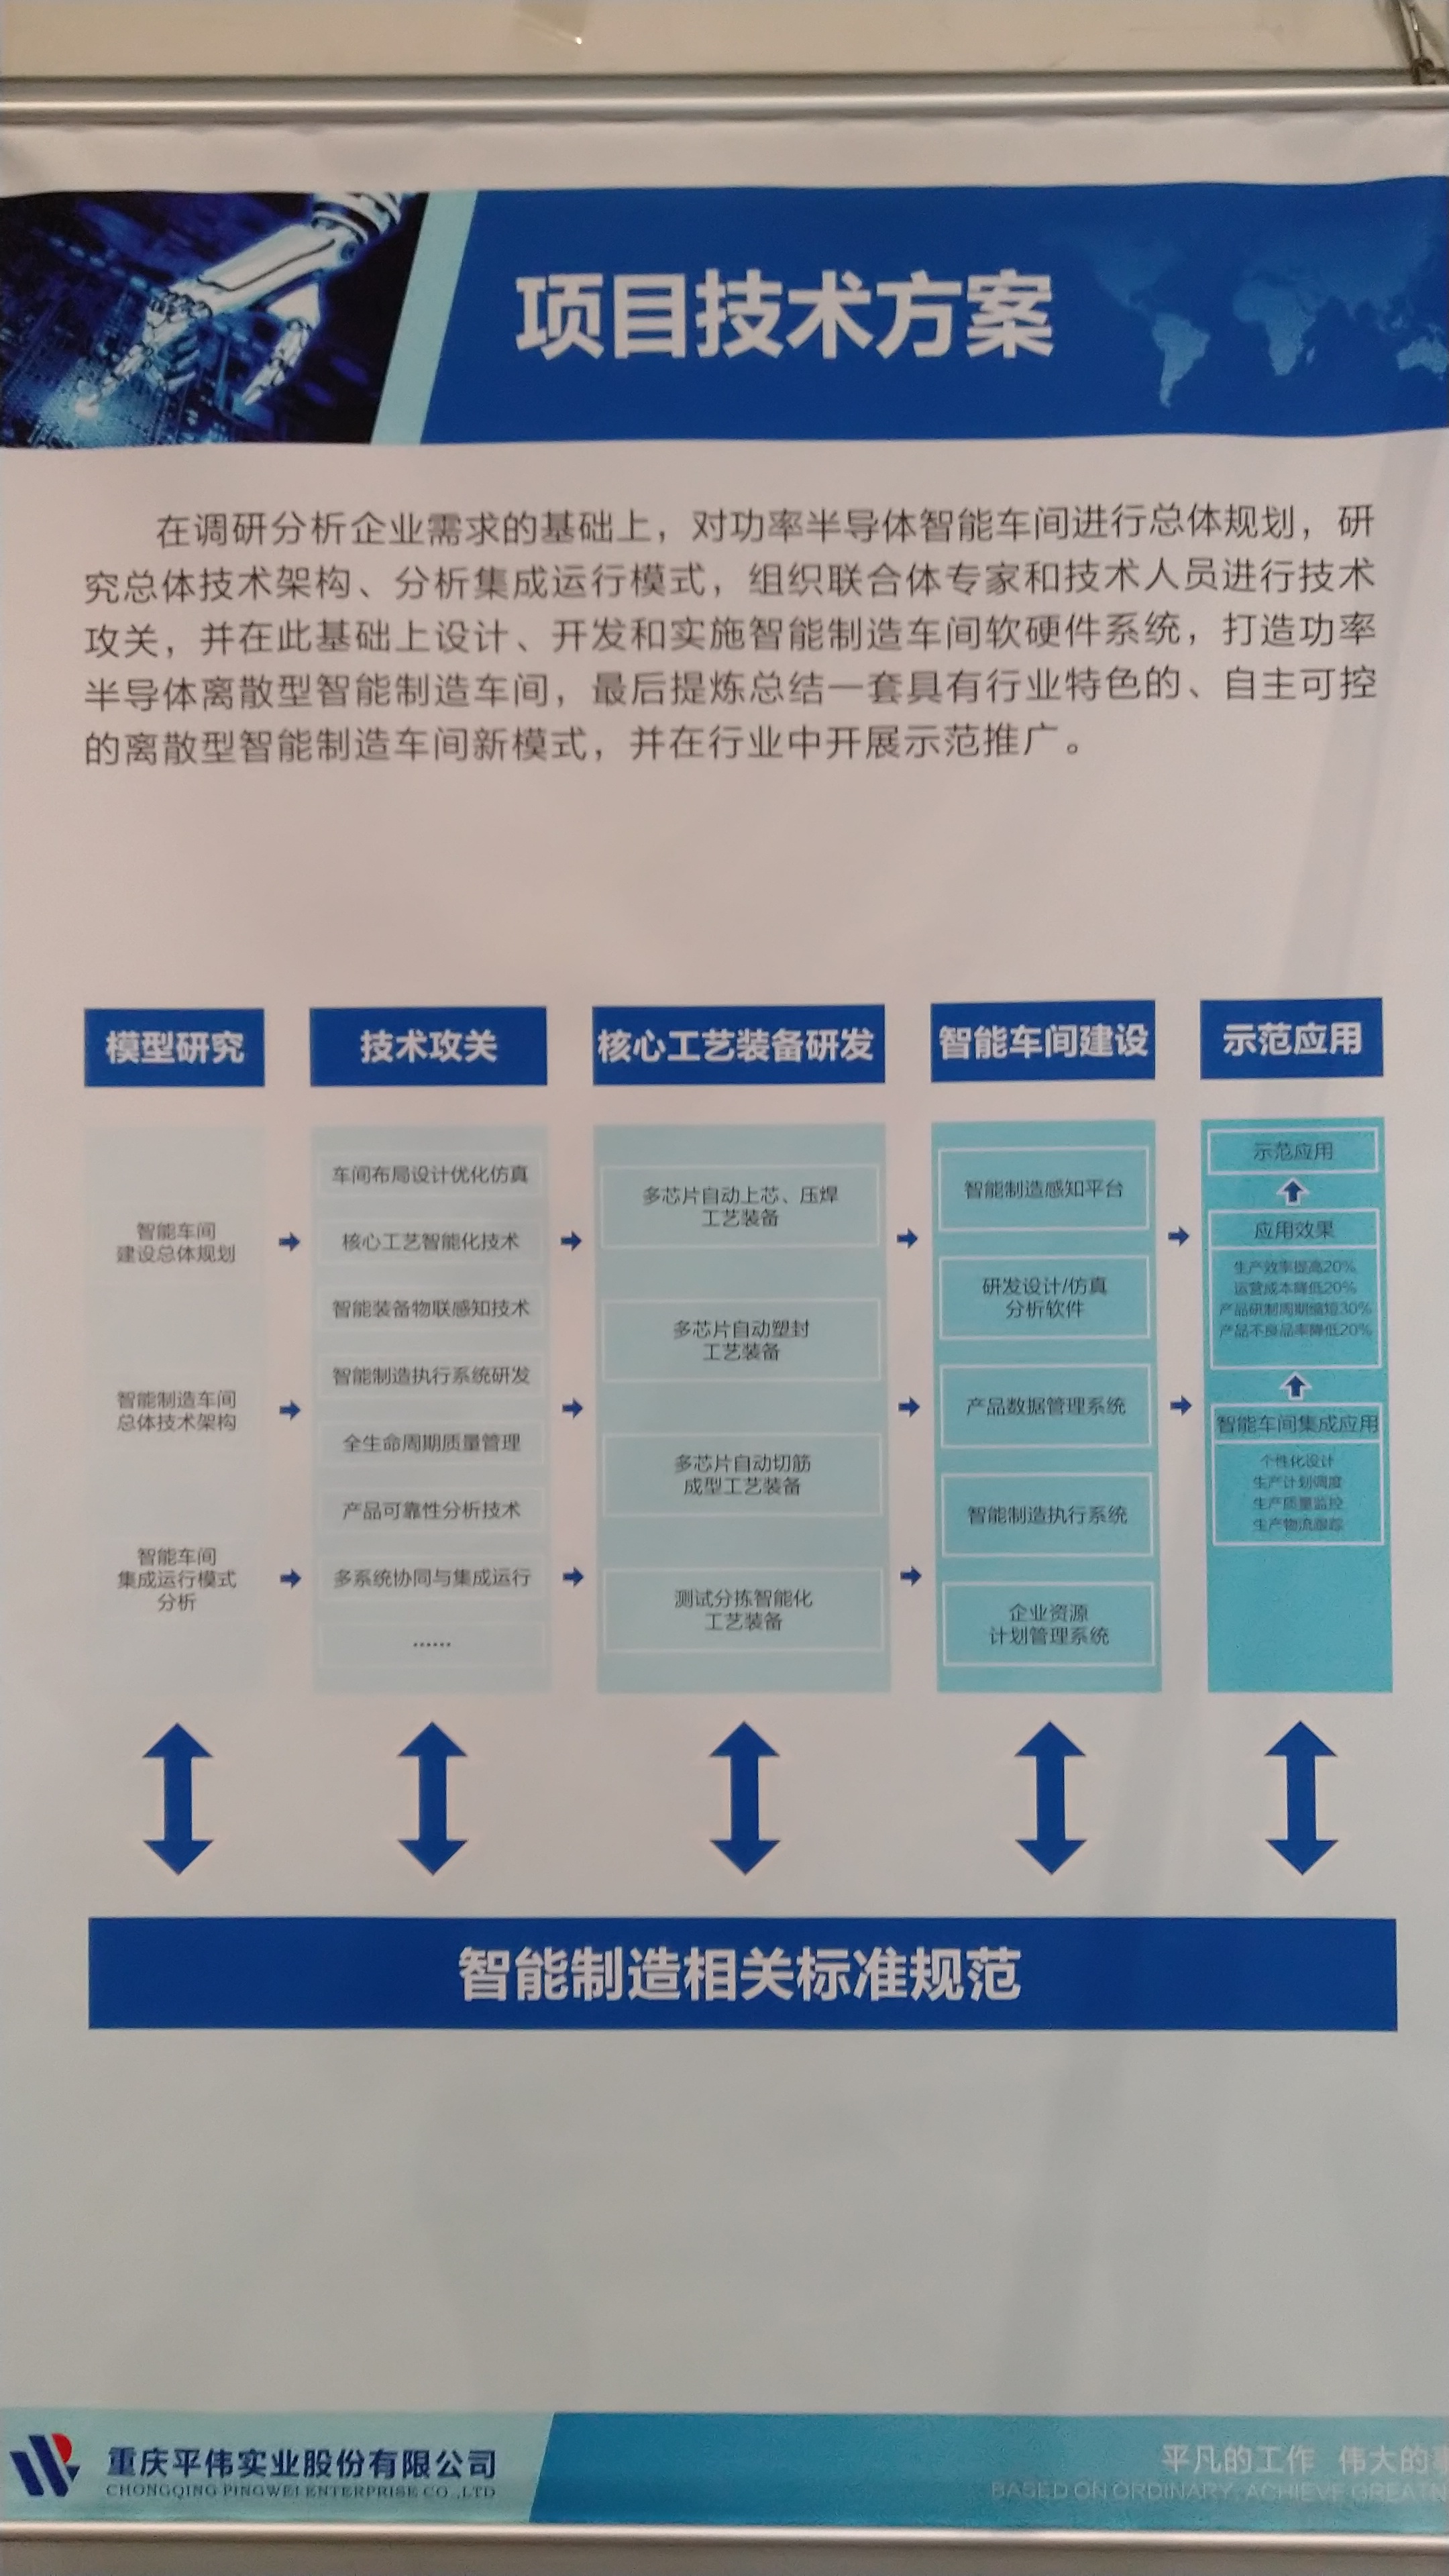 项目技术方案
在调研分析企业需求的基础上，对功率半导体智能车间进行总体规划，研
究总体技术架构、分析集成运行模式，组织联合体专家和技术人员进行技术
攻关，并在此基础上设计、开发和实施智能制造车间软硬件系统，打造功率
半导体离散型智能制造车间，最后提炼总结一套具有行业特色的、自主可控
的离散型智能制造车间新模式，并在行业中开展示范推广。
模型研究
技术攻关
核心工艺装备研发
智能车间建设
示范应用
智能车间
建设总体规划
智能制造车间
总体技术架构
智能车间
集成运行模式
分析
车间布局设计优化仿真
核心工艺智能化技术
智能装备物联感知技术
智能制造执行系统研发
全生命周期质量管理
产品可靠性分析技术
多系统协同与集成运行
······
多芯片自动上芯、压焊
工艺装备
多芯片自动塑封
工艺装备
多芯片自动切筋
成型工艺装备
测试分拣智能化
工艺装备
智能制造感知平台
研发设计/仿真
分析软件
产品数据管理系统
智能制造执行系统
企业资源
计划管理系统
示范应用
应用效果
生产效率提高20%
运营成本降低20%
产品研制周期缩短30%
产品不良品率降低20%
智能车间集成应用
个性化设计
生产计划调度
生产质量监控
生产物流跟踪
智能制造相关标准规范
重庆平伟实业股份有限公司
CHONGQING PINGWEI ENTERPRISE CO.,LTD
平凡的工作 伟大的
BASED ON ORDINARY, ACHIEVE